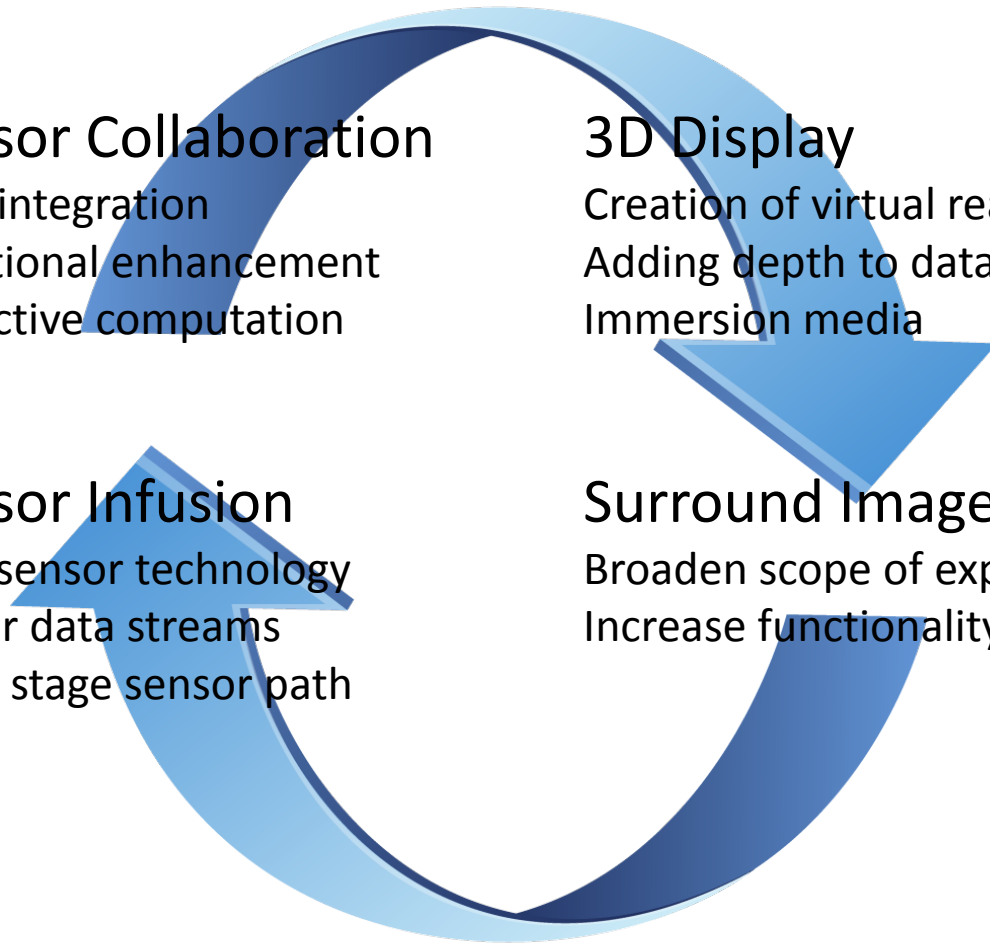 sor Collaboration
integration
tional enhancement
ctive computation
3D Display
Creation of virtual rea
Adding depth to data
Immersion media
sor Infusion
sensor technology
r data streams
stage sensor path
Surround Image
Broaden scope of exp
Increase functionality